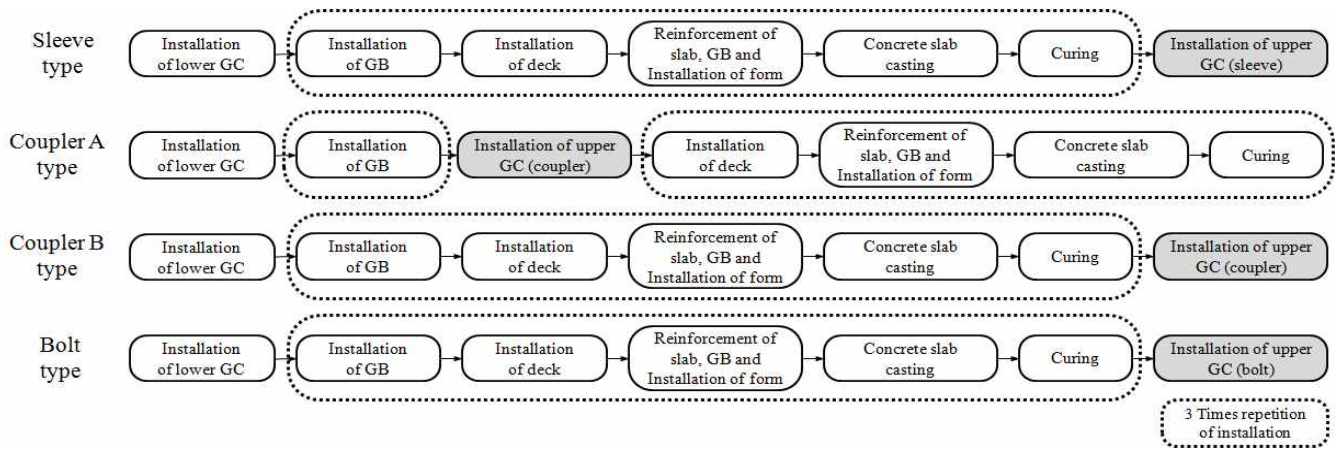 Sleeve
type
Installation
of lower GC
Installation
of GB
Installation
of deck
Reinforcement of
slab, GB and
Installation of form
Concrete slab
casting
Curing
Installation of upper
GC (sleeve)
Coupler A
type
Installation
of lower GC
Installation
of GB
Installation of upper
GC (coupler)
Installation
of deck
Reinforcement of
slab, GB and
Installation of form
Concrete slab
casting
Curing
Coupler B
type
Installation
of lower GC
Installation
of GB
Installation
of deck
Reinforcement of
slab, GB and
Installation of form
Concrete slab
casting
Curing
Installation of upper
GC (coupler)
Bolt
type
Installation
of lower GC
Installation
of GB
Installation
of deck
Reinforcement of
slab, GB and
Installation of form
Concrete slab
casting
Curing
Installation of upper
GC (bolt)
3 Times repetition
of installation